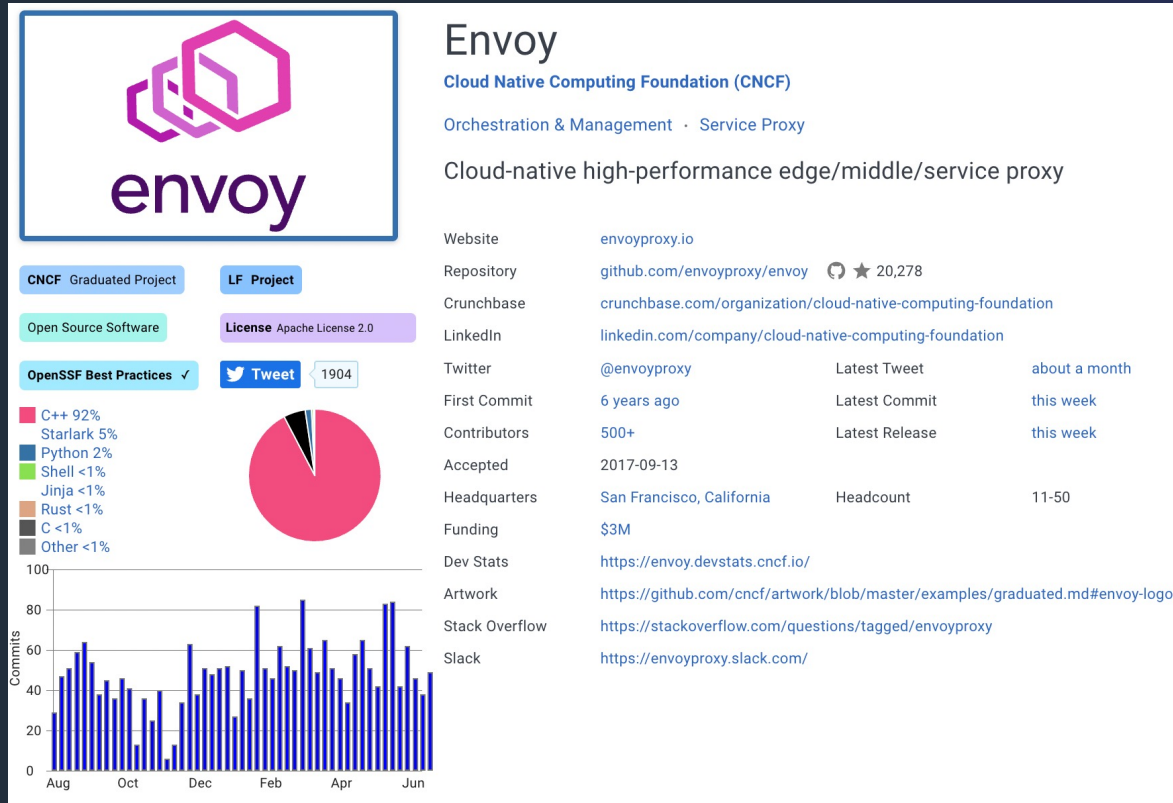 envoy
CNCF Graduated Project
LF Project
Open Source Software
License Apache License 2.0
OpenSSF Best Practices ✓
Tweet 1904
C++ 92%
Starlark 5%
Python 2%
Shell <1%
Jinja <1%
Rust <1%
C <1%
Other <1%
100
80
60
40
20
0
Commits
Aug Oct Dec Feb Apr Jun
Envoy
Cloud Native Computing Foundation (CNCF)
Orchestration & Management · Service Proxy
Cloud-native high-performance edge/middle/service proxy
Website envoyproxy.io
Repository github.com/envoyproxy/envoy ★ 20,278
Crunchbase crunchbase.com/organization/cloud-native-computing-foundation
LinkedIn linkedin.com/company/cloud-native-computing-foundation
Twitter @envoyproxy Latest Tweet about a month
First Commit 6 years ago Latest Commit this week
Contributors 500+ Latest Release this week
Accepted 2017-09-13
Headquarters San Francisco, California Headcount 11-50
Funding $3M
Dev Stats https://envoy.devstats.cncf.io/
Artwork https://github.com/cncf/artwork/blob/master/examples/graduated.md#envoy-logo
Stack Overflow https://stackoverflow.com/questions/tagged/envoyproxy
Slack https://envoyproxy.slack.com/